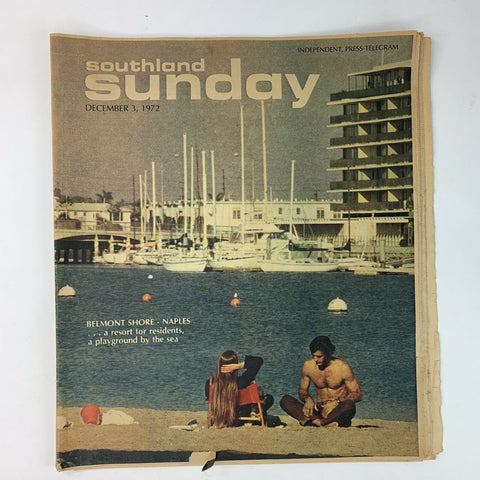 INDEPENDENT, PRESS-TELEGRAM
southland
sunday
DECEMBER 3, 1972
BELMONT SHORE - NAPLES
. . . a resort for residents,
a playground by the sea